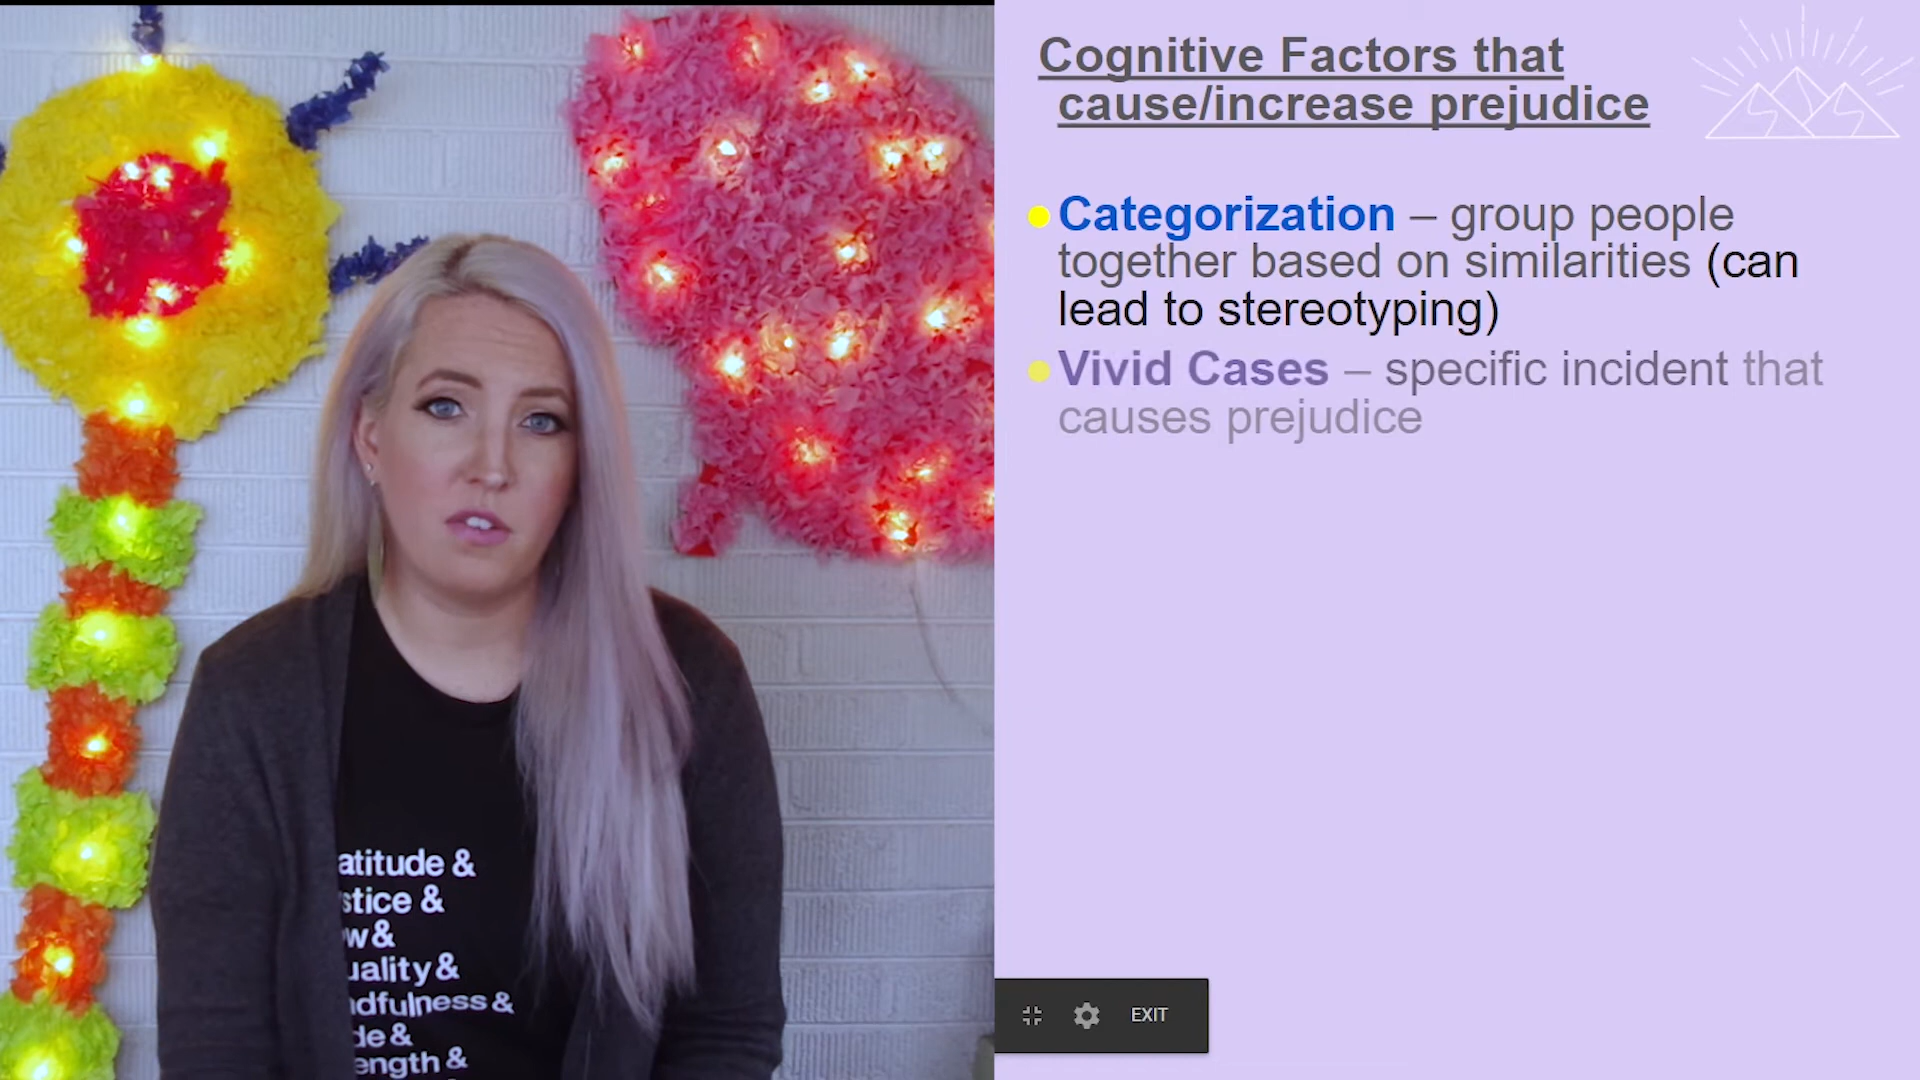 Cognitive Factors that
cause/increase prejudice
Categorization – group people
together based on similarities (can
lead to stereotyping)
Vivid Cases – specific incident that
causes prejudice
atitude &
stice &
w &
uality &
ndfulness &
de &
ength &
EXIT